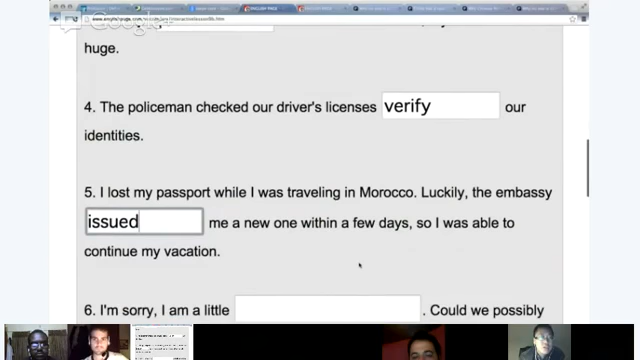 huge.
4. The policeman checked our driver's licenses verify our
identities.
5. I lost my passport while I was traveling in Morocco. Luckily, the embassy
issued me a new one within a few days, so I was able to
continue my vacation.
6. I'm sorry, I am a little . Could we possibly